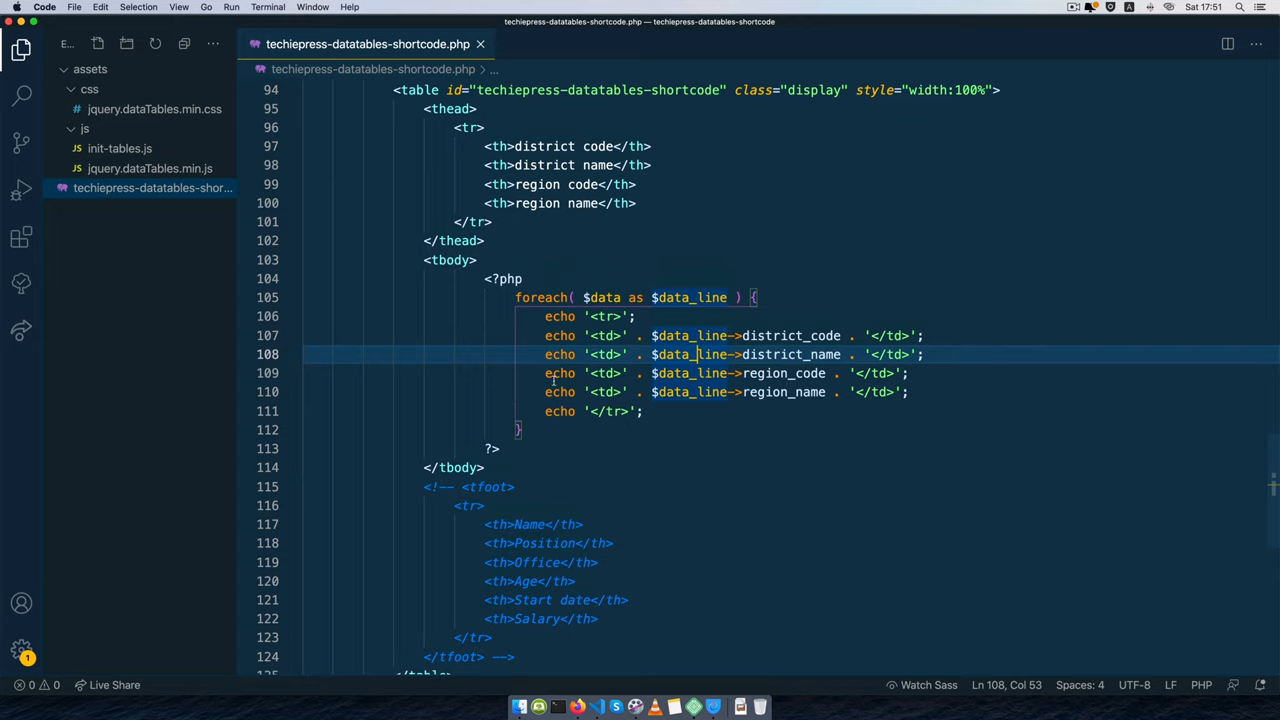 Code File Edit Selection View Go Run Terminal Window Help
A
Sat 17:51
techiepress-datatables-shortcode.php — techiepress-datatables-shortcode
E...
techiepress-datatables-shortcode.php
assets
techiepress-datatables-shortcode.php > ...
css
jquery.dataTables.min.css
js
JS init-tables.js
JS jquery.dataTables.min.js
techiepress-datatables-shor...
94 <table id="techiepress-datatables-shortcode" class="display" style="width:100%">
95 <thead>
96 <tr>
97 <th>district code</th>
98 <th>district name</th>
99 <th>region code</th>
100 <th>region name</th>
101 </tr>
102 </thead>
103 <tbody>
104 <?php
105 foreach( $data as $data_line ) {
106 echo '<tr>';
107 echo '<td>' . $data_line->district_code . '</td>';
108 echo '<td>' . $data_line->district_name . '</td>';
109 echo '<td>' . $data_line->region_code . '</td>';
110 echo '<td>' . $data_line->region_name . '</td>';
111 echo '</tr>';
112 }
113 ?>
114 </tbody>
115 <!-- <tfoot>
116 <tr>
117 <th>Name</th>
118 <th>Position</th>
119 <th>Office</th>
120 <th>Age</th>
121 <th>Start date</th>
122 <th>Salary</th>
123 </tr>
124 </tfoot> -->
1
0 0 Live Share
Watch Sass Ln 108, Col 53 Spaces: 4 UTF-8 LF PHP